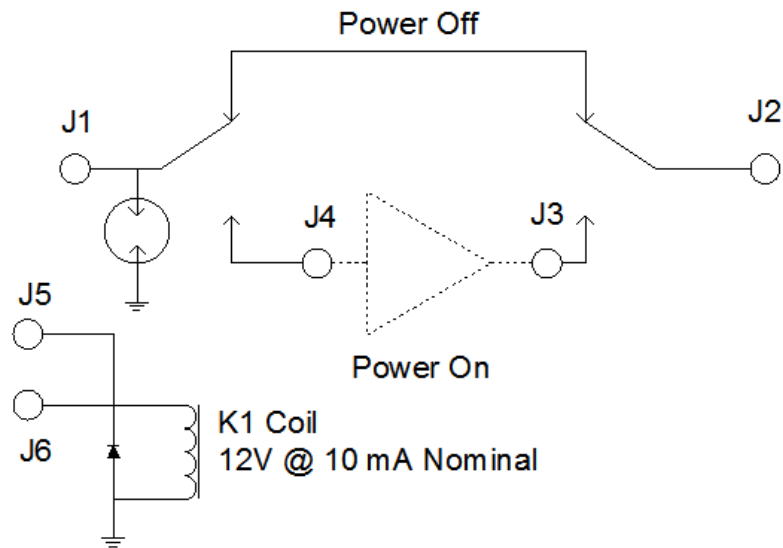 Power Off
J1
J2
J4
J3
J5
Power On
J6
K1 Coil
12V @ 10 mA Nominal